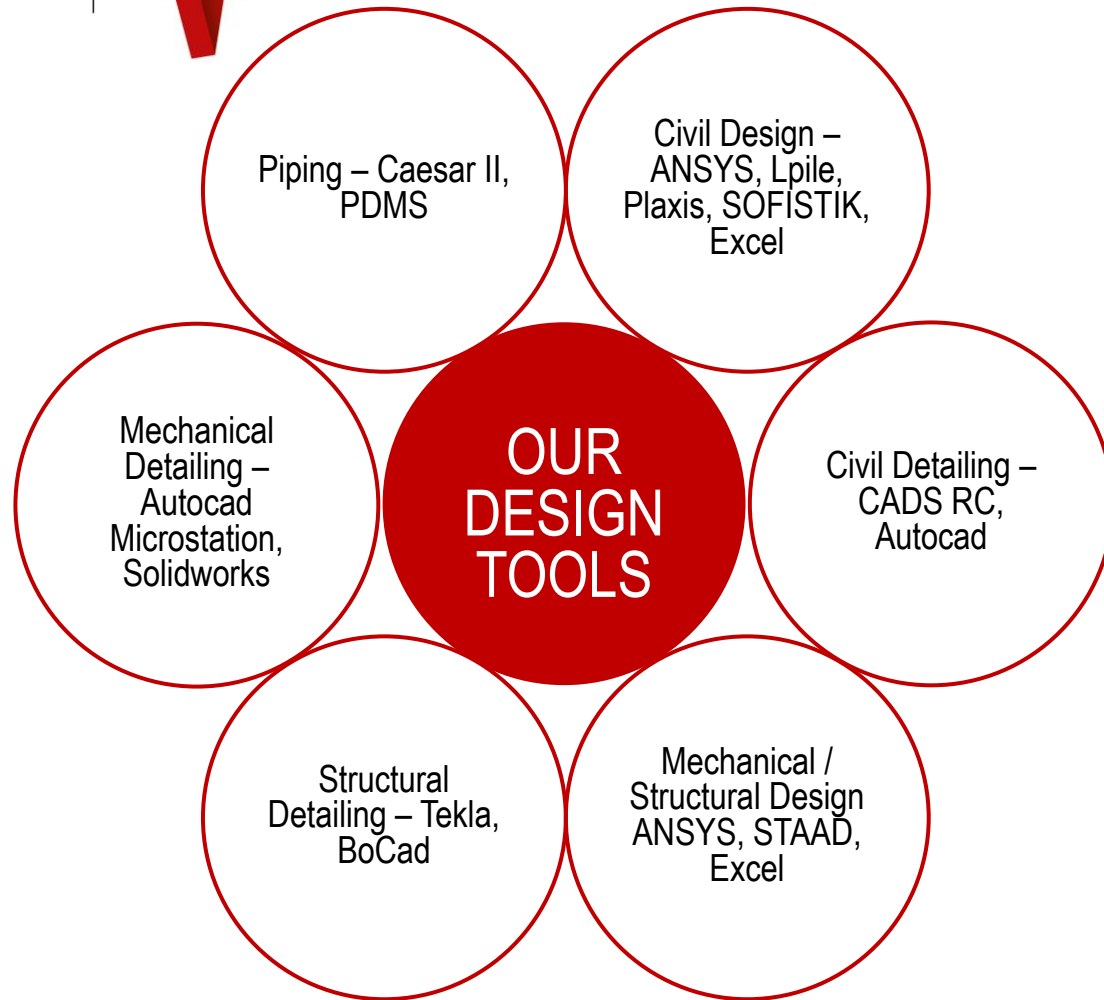 Piping – Caesar II,
PDMS
Civil Design –
ANSYS, Lpile,
Plaxis, SOFISTIK,
Excel
Mechanical
Detailing –
Autocad
Microstation,
Solidworks
OUR
DESIGN
TOOLS
Civil Detailing –
CADS RC,
Autocad
Structural
Detailing – Tekla,
BoCad
Mechanical /
Structural Design
ANSYS, STAAD,
Excel